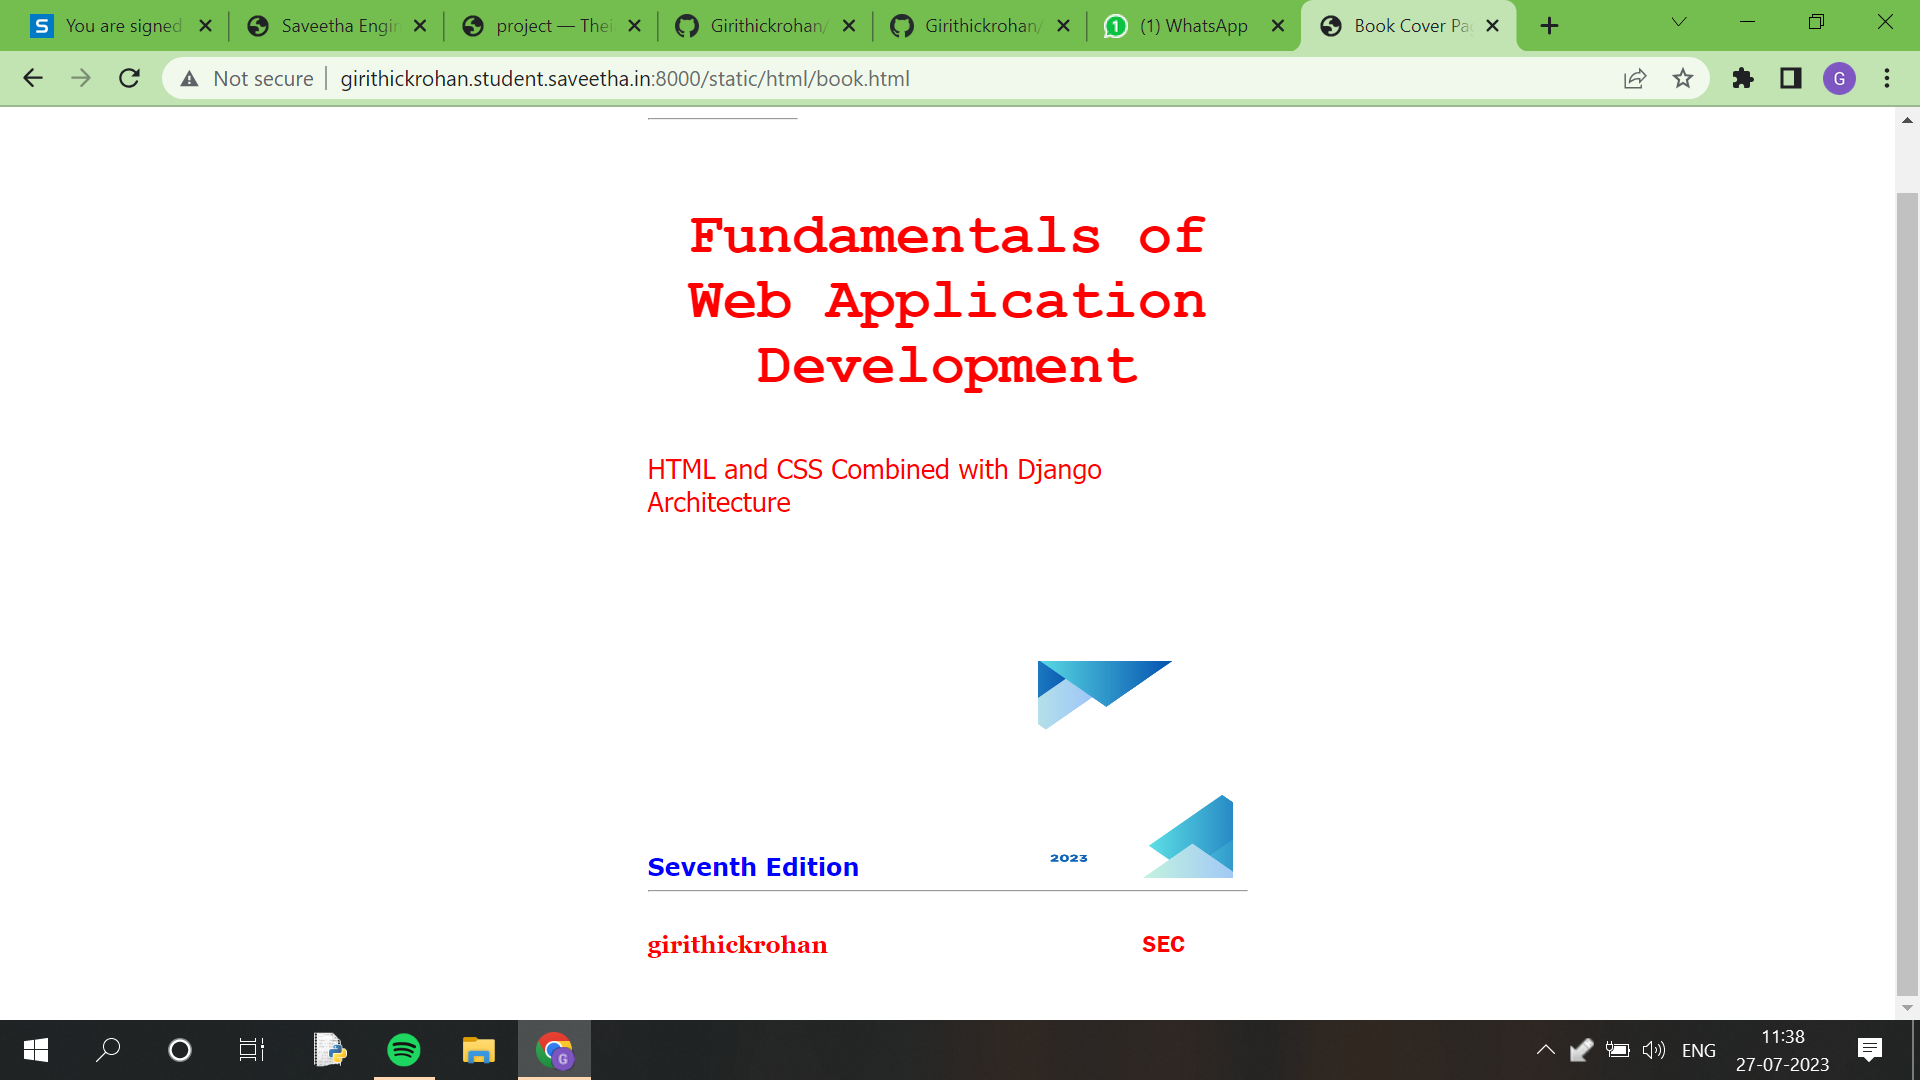 You are signed
Saveetha Engin
project — Thei
Girithickrohan/
Girithickrohan/
(1) WhatsApp
Book Cover Pa
Not secure
girithickrohan.student.saveetha.in:8000/static/html/book.html
G
Fundamentals of
Web Application
Development
HTML and CSS Combined with Django
Architecture
Seventh Edition
2023
girithickrohan
SEC
ENG
11:38
27-07-2023